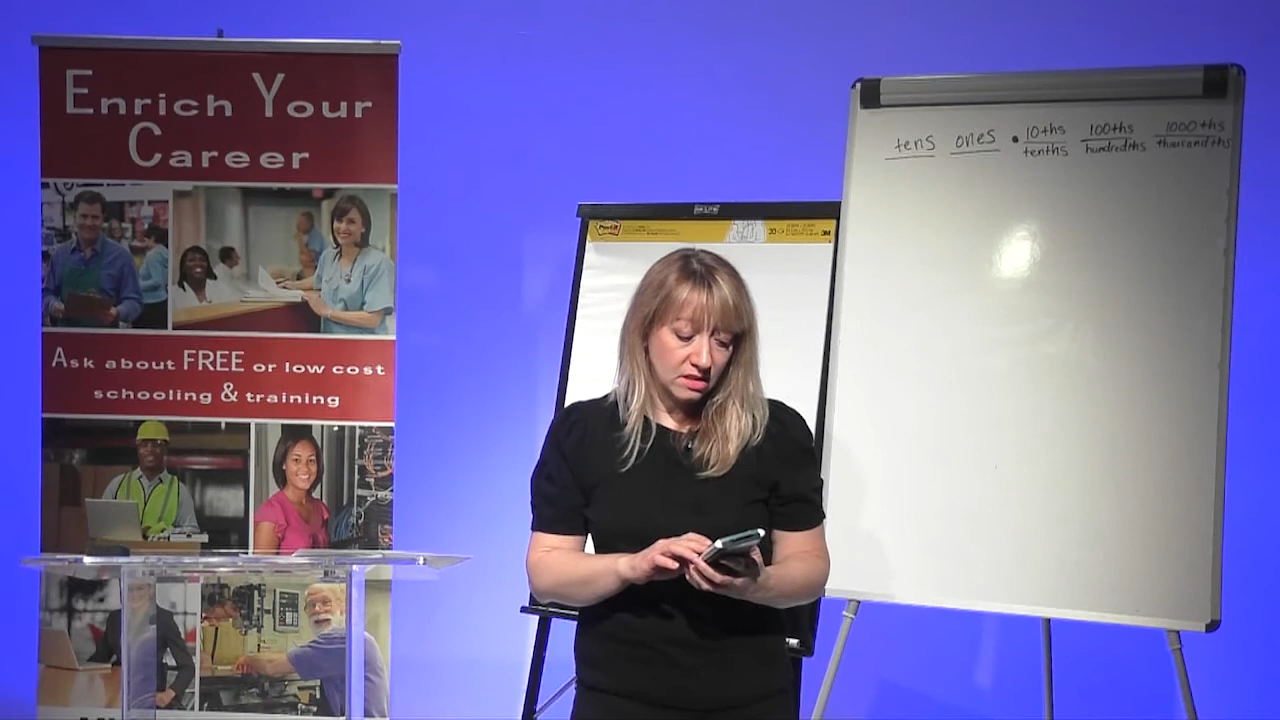 Enrich Your
Career
Ask about FREE or low cost
schooling & training
Post-it
3M
tens ones • 10ths 100ths 1000ths
tenths hundredths thousandths